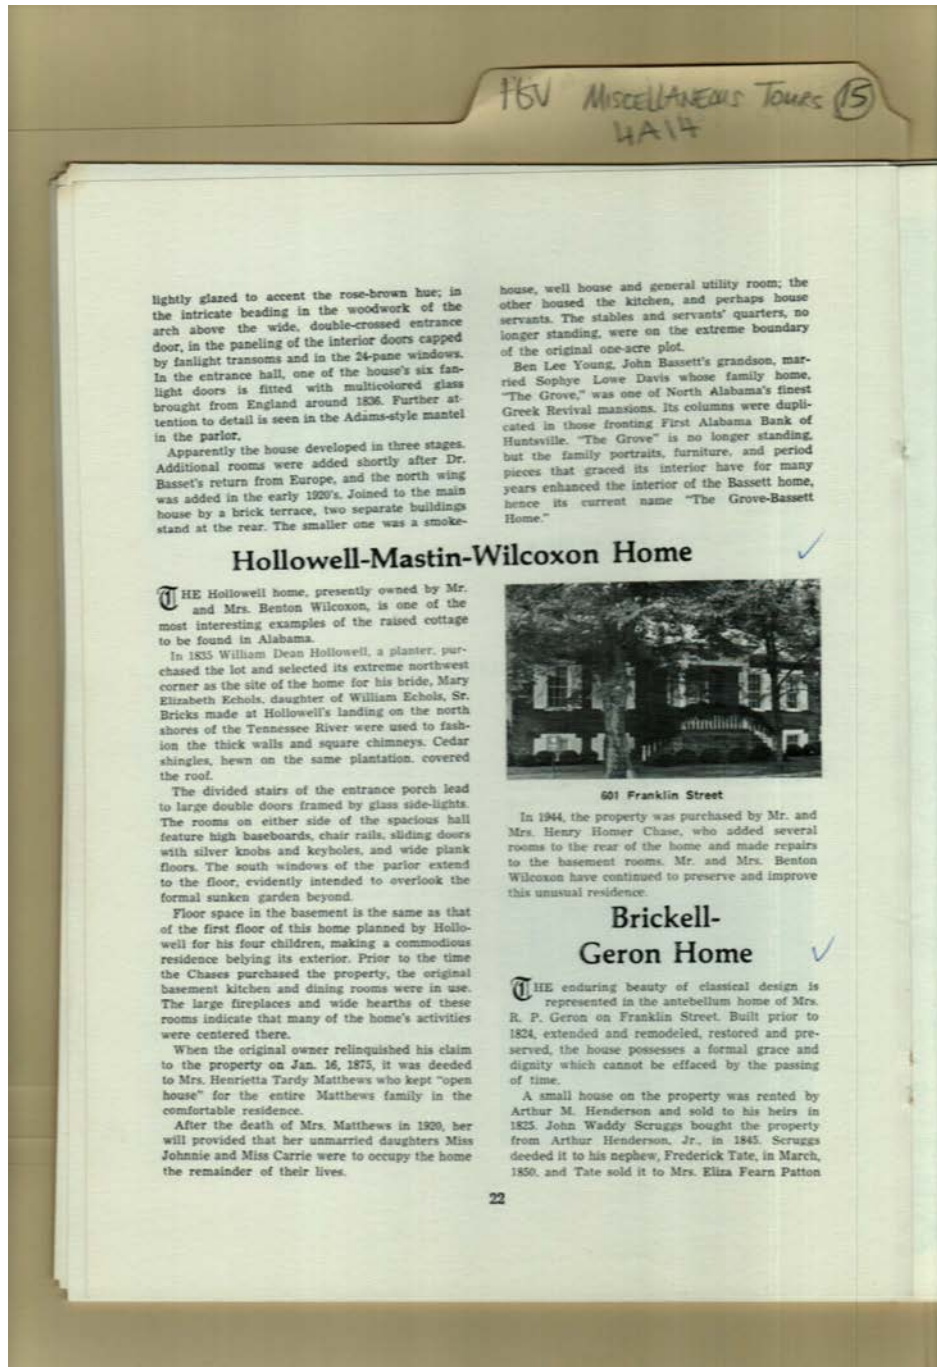 HGV MISCELLANEOUS TOURS 15
4A14
lightly glazed to accent the rose-brown hue; in
the intricate beading in the woodwork of the
arch above the wide, double-crossed entrance
door, in the paneling of the interior doors capped
by fanlight transoms and in the 24-pane windows.
In the entrance hall, one of the house's six fan-
light doors is fitted with multicolored glass
brought from England around 1836. Further at-
tention to detail is seen in the Adams-style mantel
in the parlor.
Apparently the house developed in three stages.
Additional rooms were added shortly after Dr.
Basset's return from Europe, and the north wing
was added in the early 1920's. Joined to the main
house by a brick terrace, two separate buildings
stand at the rear. The smaller one was a smoke-
house, well house and general utility room; the
other housed the kitchen, and perhaps house
servants. The stables and servants' quarters, no
longer standing, were on the extreme boundary
of the original one-acre plot.
Ben Lee Young, John Bassett's grandson, mar-
ried Sophye Lowe Davis whose family home,
"The Grove," was one of North Alabama's finest
Greek Revival mansions. Its columns were dupli-
cated in those fronting First Alabama Bank of
Huntsville. "The Grove" is no longer standing,
but the family portraits, furniture, and period
pieces that graced its interior have for many
years enhanced the interior of the Bassett home,
hence its current name "The Grove-Bassett
Home."
Hollowell-Mastin-Wilcoxon Home
THE Hollowell home, presently owned by Mr.
and Mrs. Benton Wilcoxon, is one of the
most interesting examples of the raised cottage
to be found in Alabama.
In 1835 William Dean Hollowell, a planter, pur-
chased the lot and selected its extreme northwest
corner as the site of the home for his bride, Mary
Elizabeth Echols, daughter of William Echols, Sr.
Bricks made at Hollowell's landing on the north
shores of the Tennessee River were used to fash-
ion the thick walls and square chimneys. Cedar
shingles, hewn on the same plantation, covered
the roof.
The divided stairs of the entrance porch lead
to large double doors framed by glass side-lights.
The rooms on either side of the spacious hall
feature high baseboards, chair rails, sliding doors
with silver knobs and keyholes, and wide plank
floors. The south windows of the parlor extend
to the floor, evidently intended to overlook the
formal sunken garden beyond.
Floor space in the basement is the same as that
of the first floor of this home planned by Hollo-
well for his four children, making a commodious
residence belying its exterior. Prior to the time
the Chases purchased the property, the original
basement kitchen and dining rooms were in use.
The large fireplaces and wide hearths of these
rooms indicate that many of the home's activities
were centered there.
When the original owner relinquished his claim
to the property on Jan. 16, 1875, it was deeded
to Mrs. Henrietta Tardy Matthews who kept "open
house" for the entire Matthews family in the
comfortable residence.
After the death of Mrs. Matthews in 1920, her
will provided that her unmarried daughters Miss
Johnnie and Miss Carrie were to occupy the home
the remainder of their lives.
601 Franklin Street
In 1944, the property was purchased by Mr. and
Mrs. Henry Homer Chase, who added several
rooms to the rear of the home and made repairs
to the basement rooms. Mr. and Mrs. Benton
Wilcoxon have continued to preserve and improve
this unusual residence.
Brickell-
Geron Home
THE enduring beauty of classical design is
represented in the antebellum home of Mrs.
R. P. Geron on Franklin Street. Built prior to
1824, extended and remodeled, restored and pre-
served, the house possesses a formal grace and
dignity which cannot be effaced by the passing
of time.
A small house on the property was rented by
Arthur M. Henderson and sold to his heirs in
1825. John Waddy Scruggs bought the property
from Arthur Henderson, Jr., in 1845. Scruggs
deeded it to his nephew, Frederick Tate, in March,
1850, and Tate sold it to Mrs. Eliza Fearn Patton
22